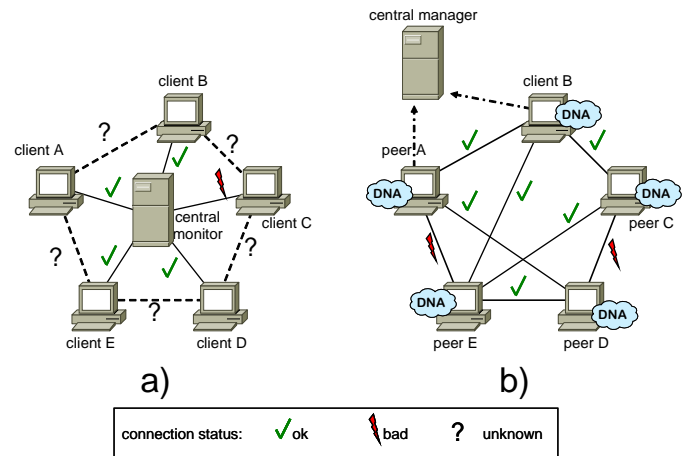 central manager
client B
client B
?
?
DNA
client A
peer A
DNA
DNA
central
monitor
client C
peer C
?
?
DNA
DNA
?
client E
client D
peer E
peer D
a)
b)
connection status: ok bad ? unknown